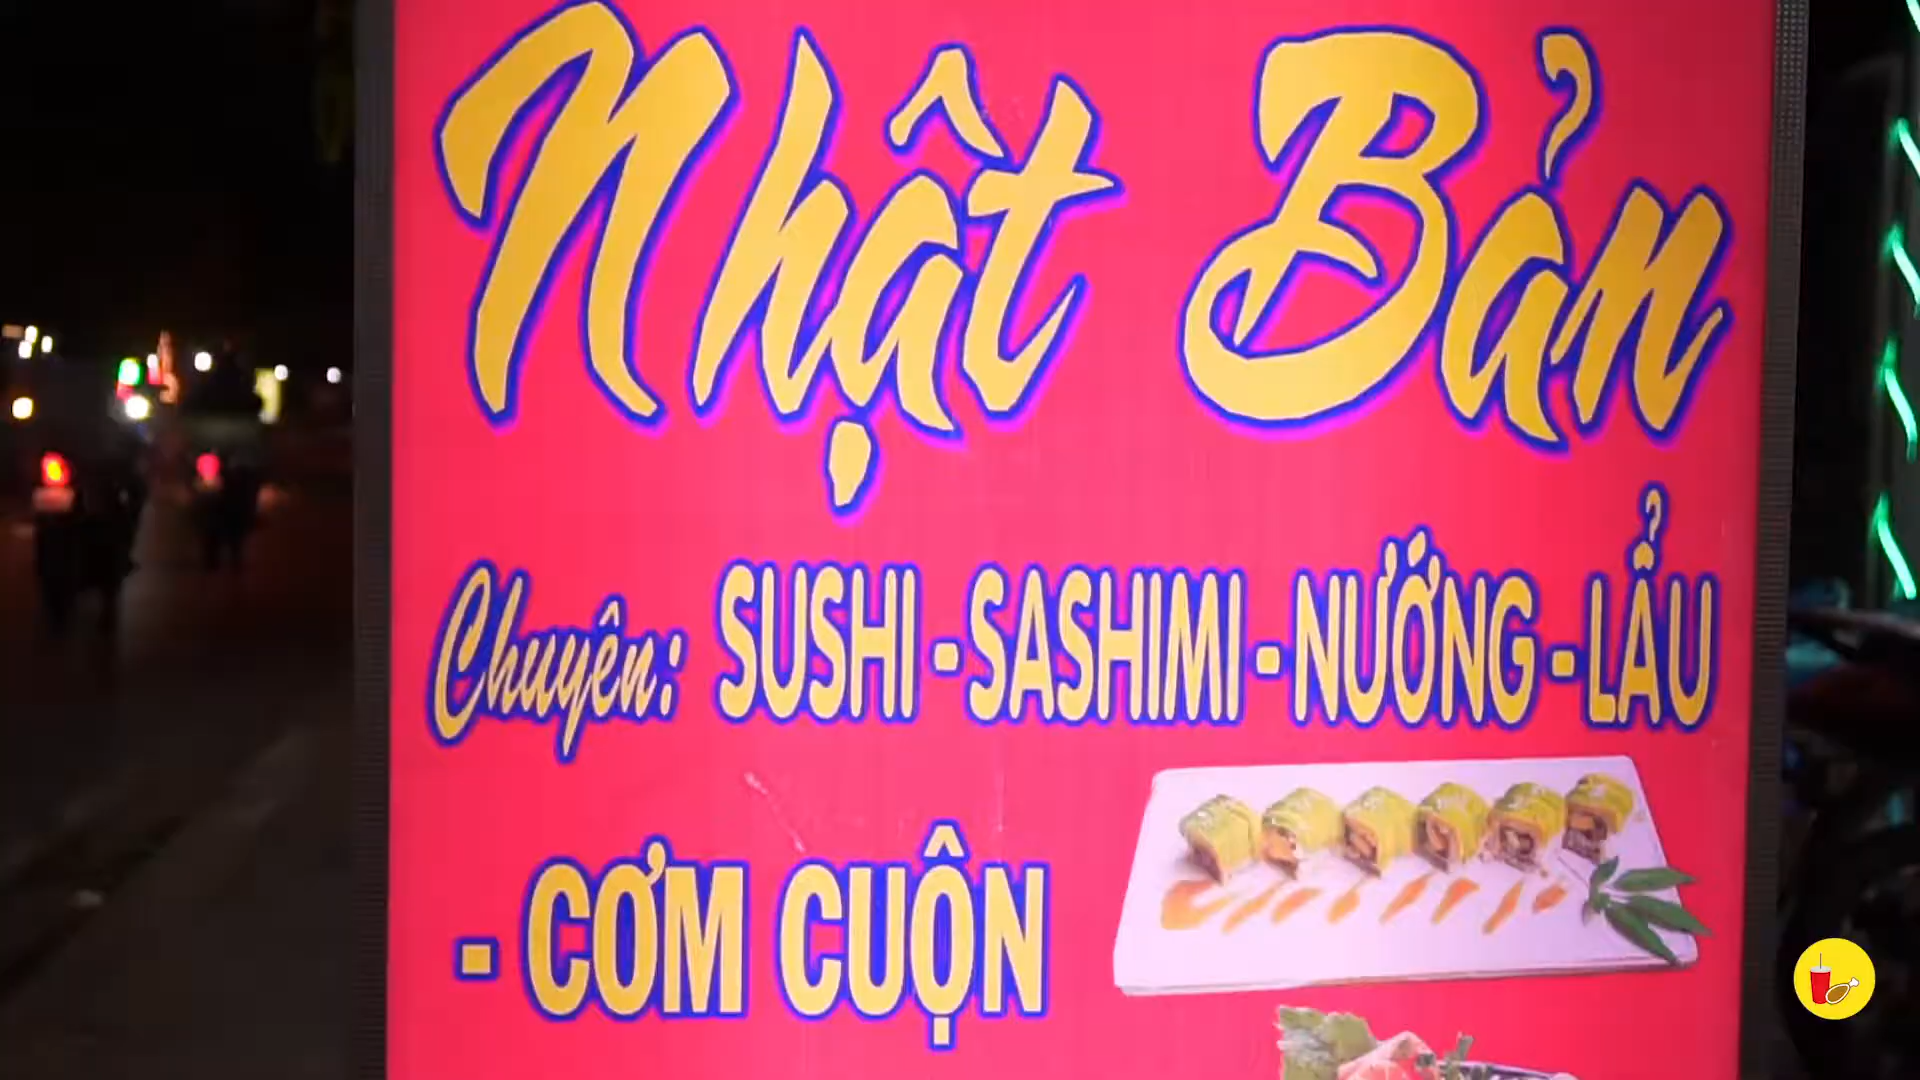 Nhật Bản
Chuyên: SUSHI - SASHIMI - NƯỚNG - LẨU
- CƠM CUỘN